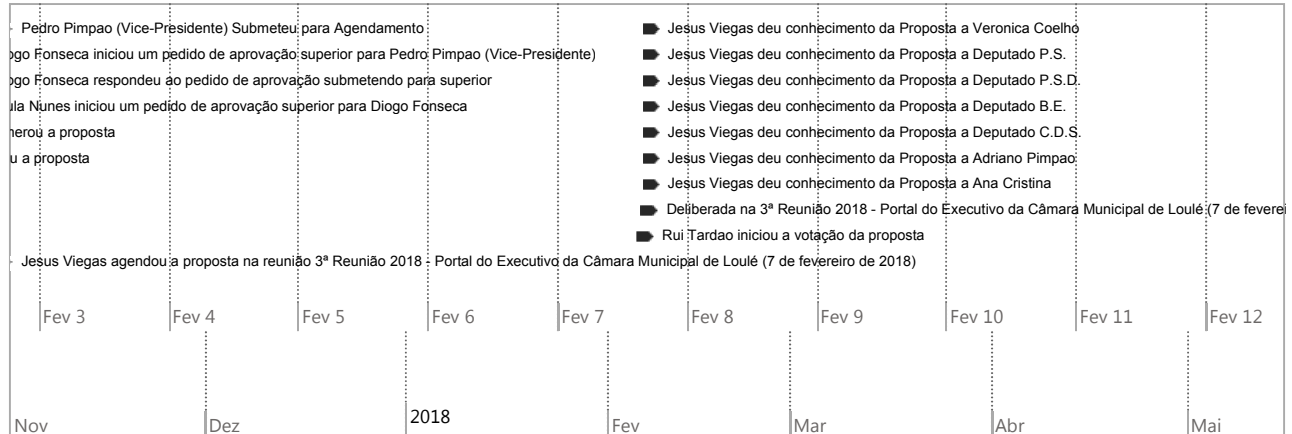 Pedro Pimpao (Vice-Presidente) Submeteu para Agendamento
ogo Fonseca iniciou um pedido de aprovação superior para Pedro Pimpao (Vice-Presidente)
ogo Fonseca respondeu ao pedido de aprovação submetendo para superior
ula Nunes iniciou um pedido de aprovação superior para Diogo Fonseca
nerou a proposta
u a proposta
Jesus Viegas deu conhecimento da Proposta a Veronica Coelho
Jesus Viegas deu conhecimento da Proposta a Deputado P.S.
Jesus Viegas deu conhecimento da Proposta a Deputado P.S.D.
Jesus Viegas deu conhecimento da Proposta a Deputado B.E.
Jesus Viegas deu conhecimento da Proposta a Deputado C.D.S.
Jesus Viegas deu conhecimento da Proposta a Adriano Pimpao
Jesus Viegas deu conhecimento da Proposta a Ana Cristina
Deliberada na 3ª Reunião 2018 - Portal do Executivo da Câmara Municipal de Loulé (7 de feverei
Rui Tardao iniciou a votação da proposta
Jesus Viegas agendou a proposta na reunião 3ª Reunião 2018 - Portal do Executivo da Câmara Municipal de Loulé (7 de fevereiro de 2018)
Fev 3 Fev 4 Fev 5 Fev 6 Fev 7 Fev 8 Fev 9 Fev 10 Fev 11 Fev 12
Nov Dez 2018 Fev Mar Abr Mai